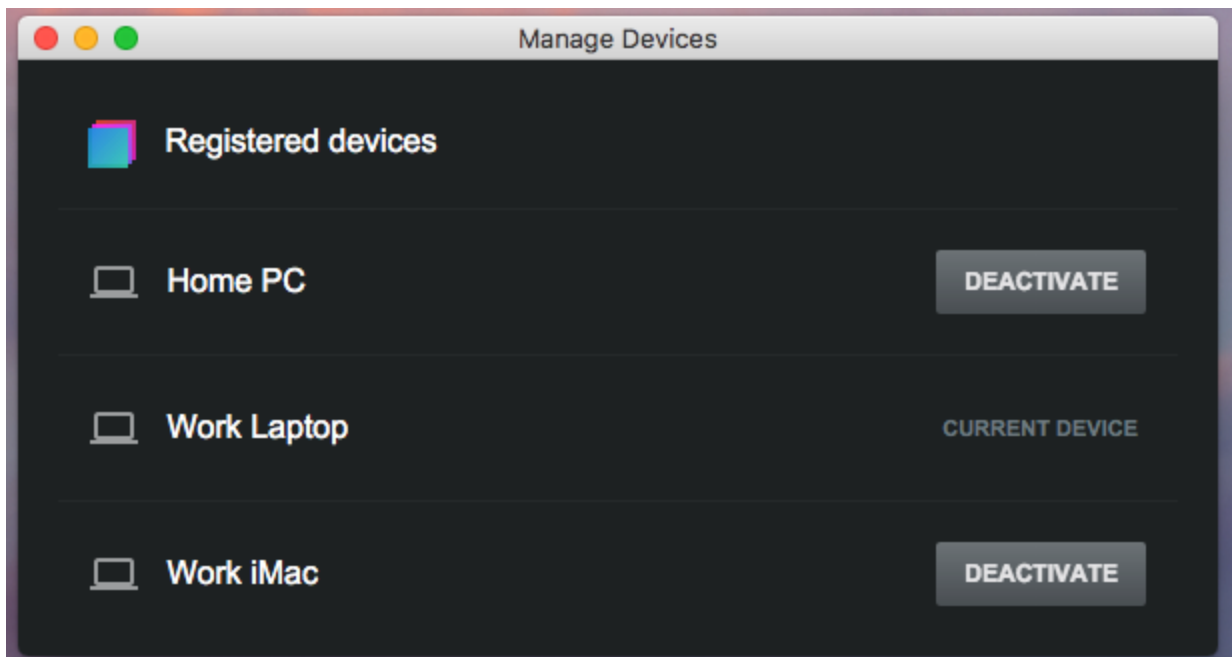 Manage Devices
Registered devices
Home PC DEACTIVATE
Work Laptop CURRENT DEVICE
Work iMac DEACTIVATE